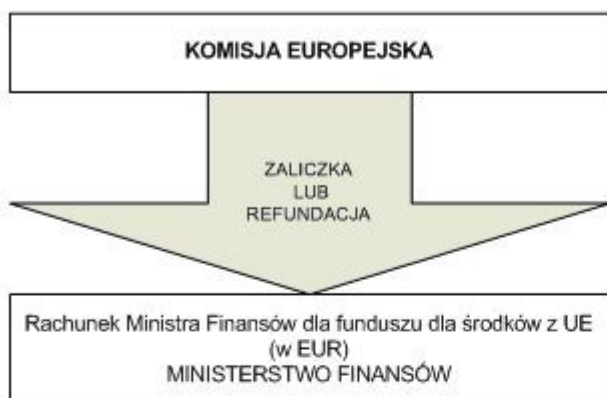 KOMISJA EUROPEJSKA
ZALICZKA
LUB
REFUNDACJA
Rachunek Ministra Finansów dla funduszu dla środków z UE
(w EUR)
MINISTERSTWO FINANSÓW